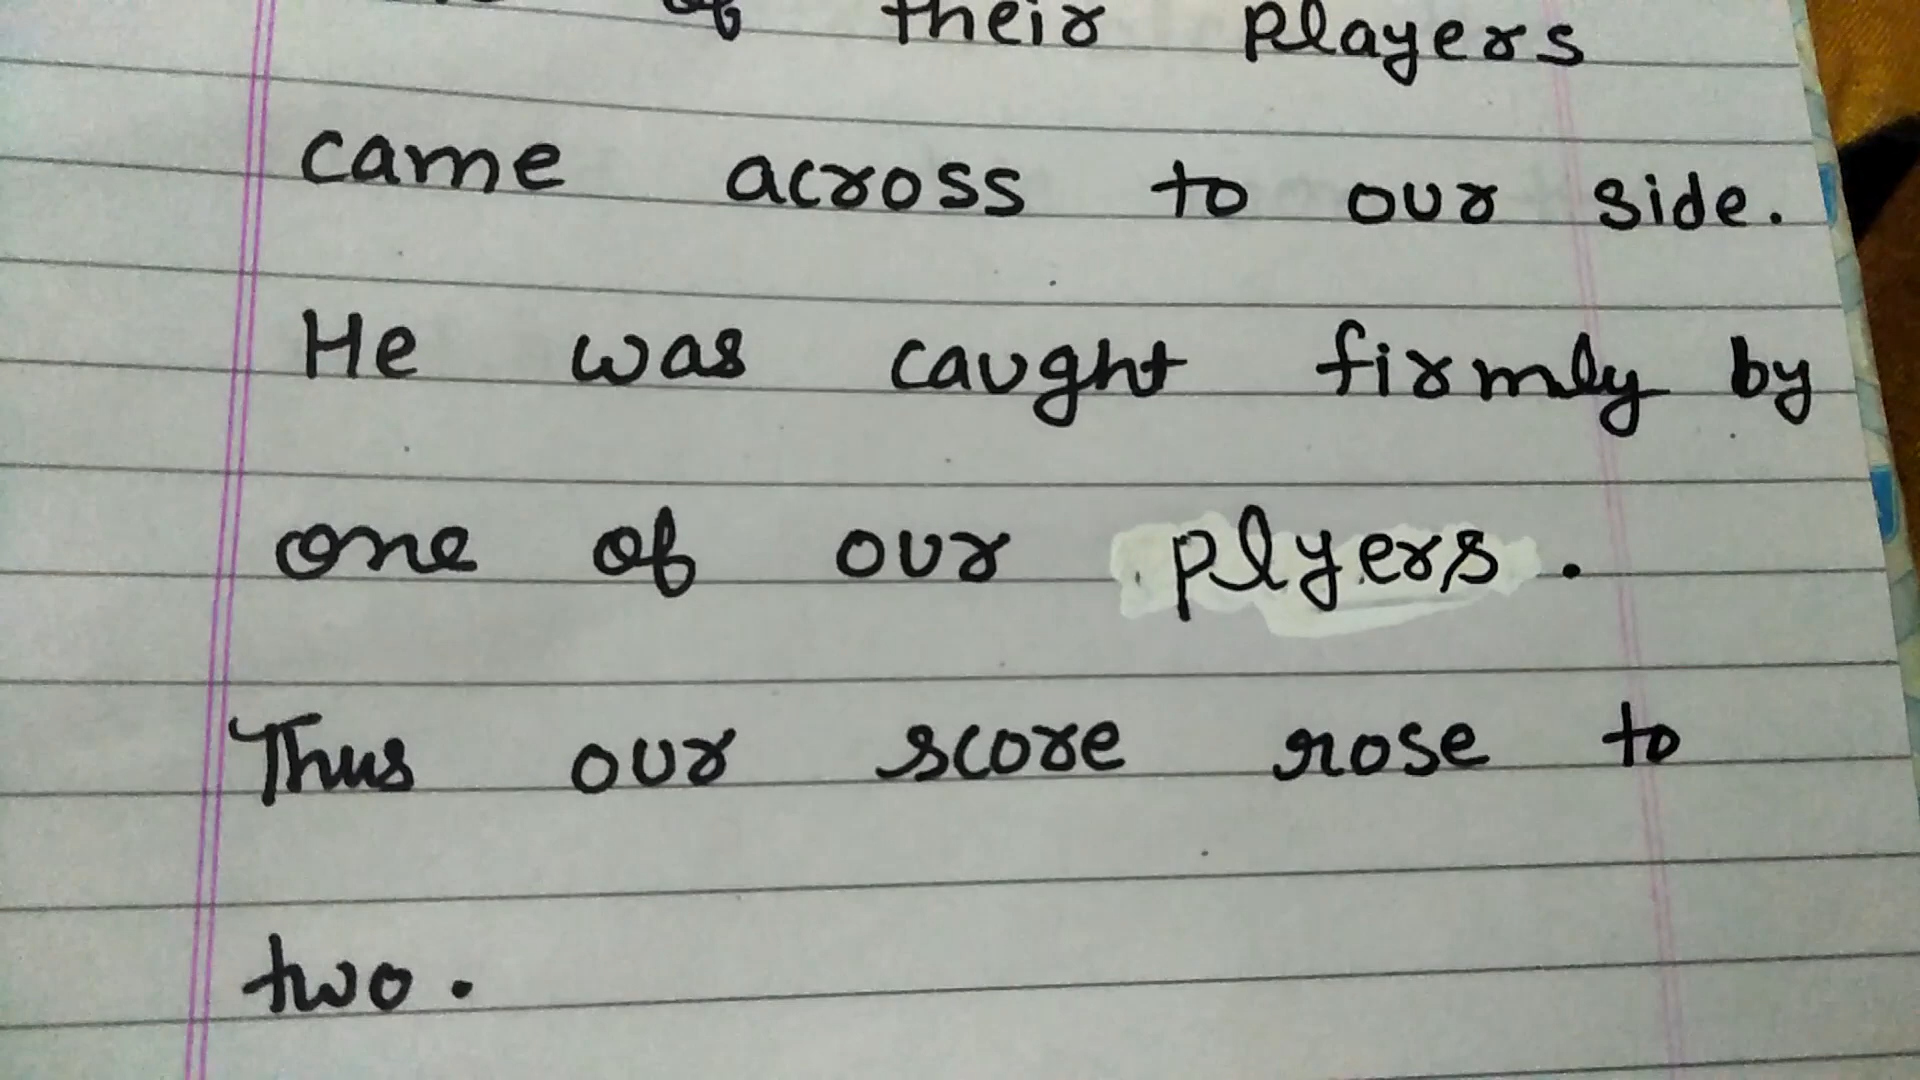 of their players
came across to our side.
He was caught firmly by
one of our plyers.
Thus our score rose to
two.